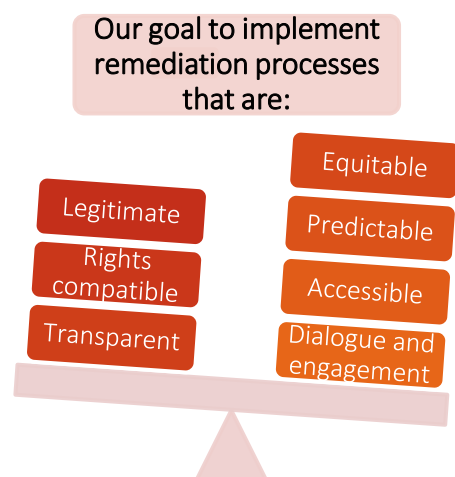 Our goal to implement
remediation processes
that are:
Legitimate
Rights
compatible
Transparent
Equitable
Predictable
Accessible
Dialogue and
engagement